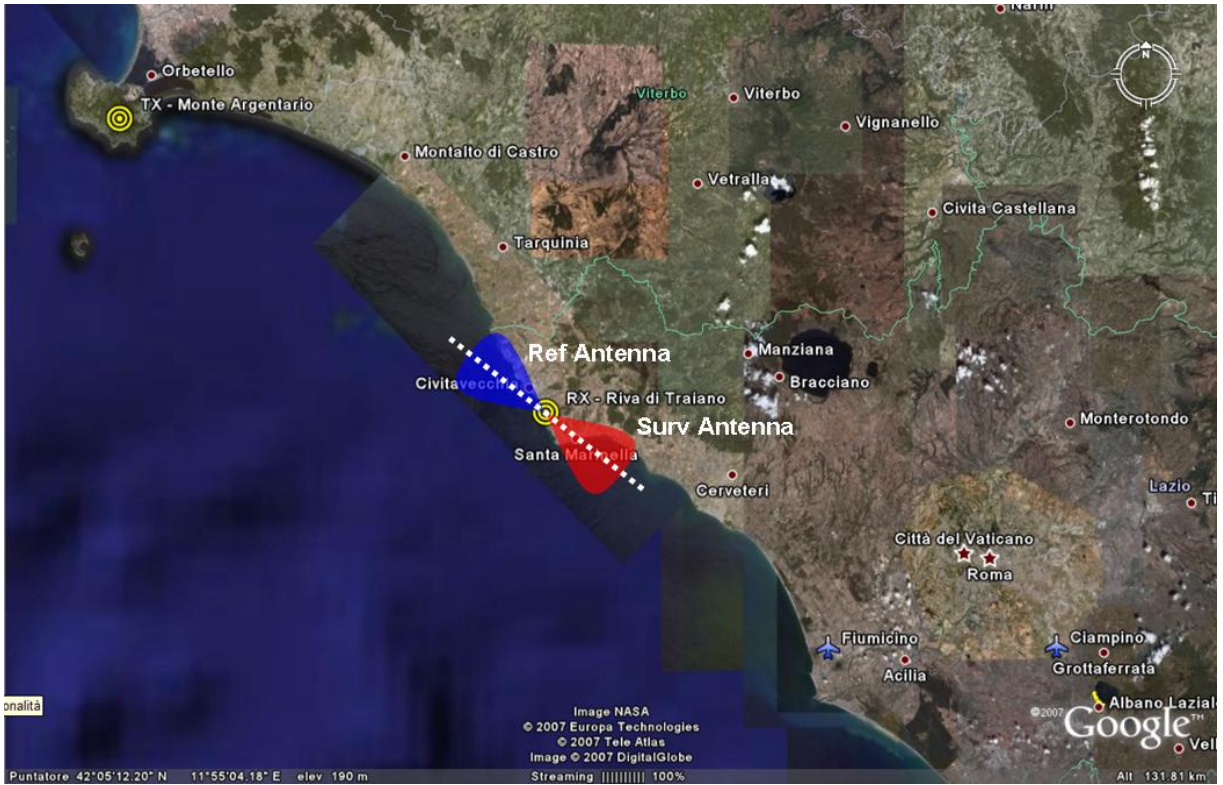 Narni
Orbetello
TX - Monte Argentario
Viterbo
Viterbo
Vignanello
Montalto di Castro
Vetralla
Civita Castellana
Tarquinia
N
Ref Antenna
Manziana
Civitavecchia
Bracciano
RX - Riva di Traiano
Surv Antenna
Monterotondo
Santa Marinella
Cerveteri
Lazio
Ti
Città del Vaticano
Roma
Fiumicino
Ciampino
Acilia
Grottaferrata
onalità
Albano Laziale
Image NASA
© 2007 Europa Technologies
© 2007 Tele Atlas
Image © 2007 DigitalGlobe
©2007 Google™
Vell
Puntatore 42°05'12.20" N 11°55'04.18" E elev 190 m
Streaming |||||||||| 100%
Alt 131.81 km